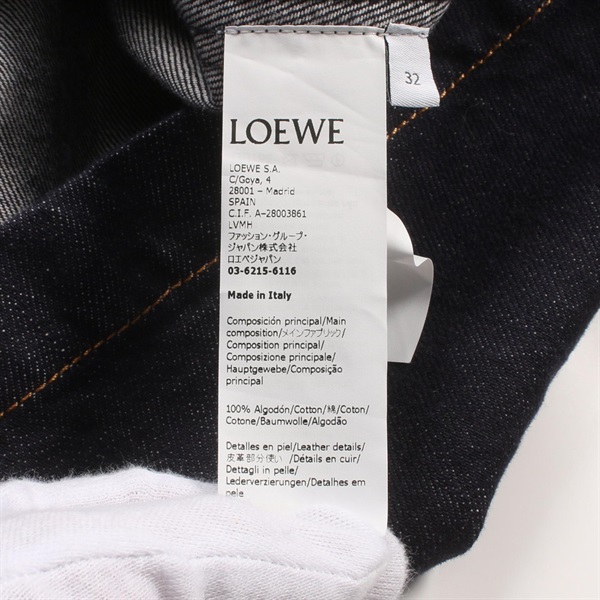 32
LOEWE
LOEWE S.A.
C/Goya, 4
28001 – Madrid
SPAIN
C.I.F. A-28003861
LVMH
ファッション・グループ・
ジャパン株式会社
ロエベジャパン
03-6215-6116
Made in Italy
Composición principal/Main
composition/メインファブリック/
Composition principal/
Composizione principale/
Hauptgewebe/Composição
principal
100% Algodón/Cotton/綿/Coton/
Cotone/Baumwolle/Algodão
Detalles en piel/Leather details/
皮革部分使い /Détails en cuir/
Dettagli in pelle/
Lederverzierungen/Detalhes em
pele